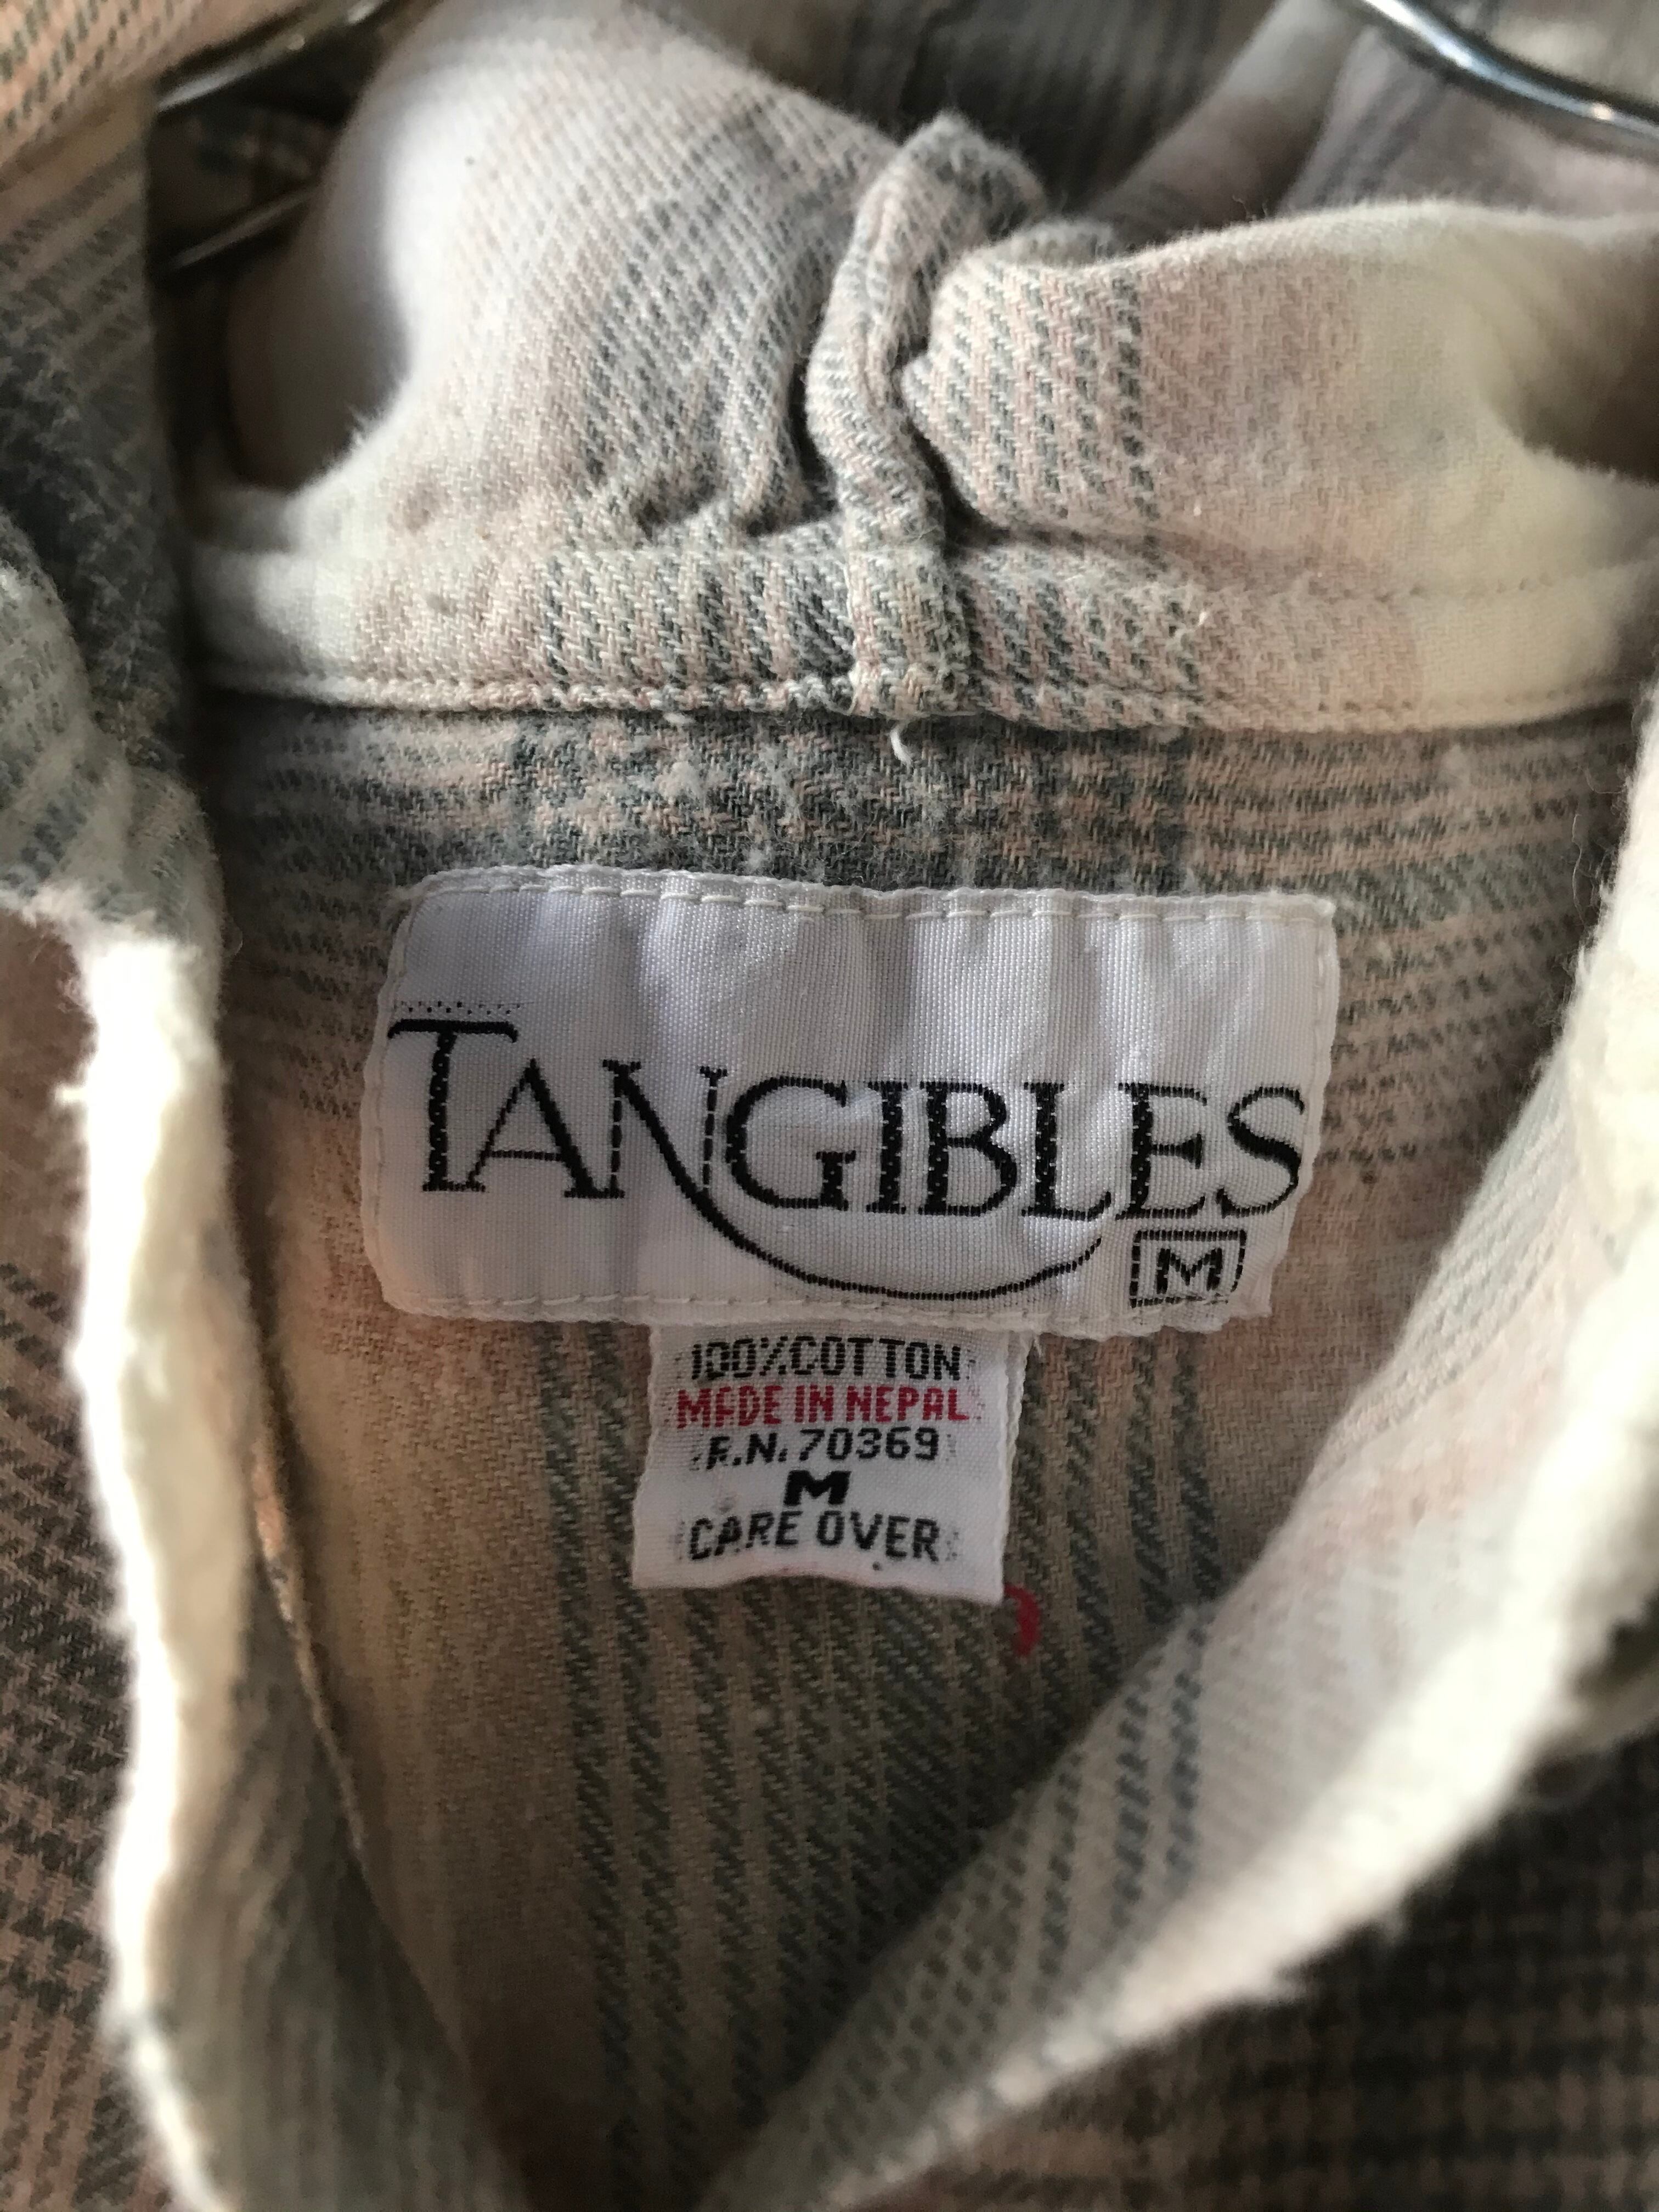 TANGIBLES
M
100%COTTON
MADE IN NEPAL
R.N. 70369
M
CARE OVER